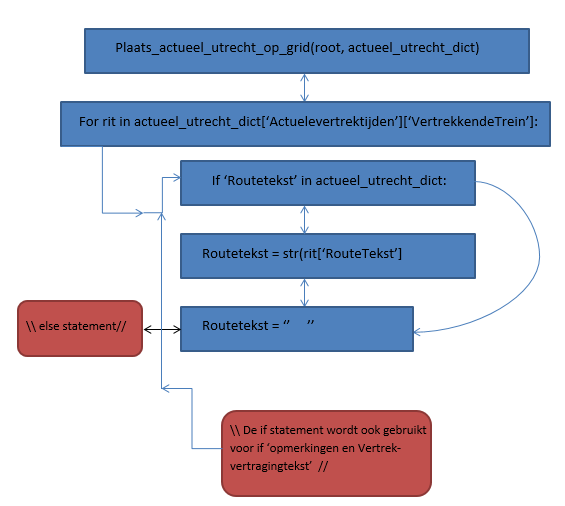 Plaats_actueel_utrecht_op_grid(root, actueel_utrecht_dict)
For rit in actueel_utrecht_dict[‘Actuelevertrektijden’][‘VertrekkendeTrein’]:
If ‘Routetekst’ in actueel_utrecht_dict:
Routetekst = str(rit[‘RouteTekst’]
\\ else statement//
Routetekst = “ ”
\\ De if statement wordt ook gebruikt
voor if ‘opmerkingen en Vertrek-
vertragingtekst’ //